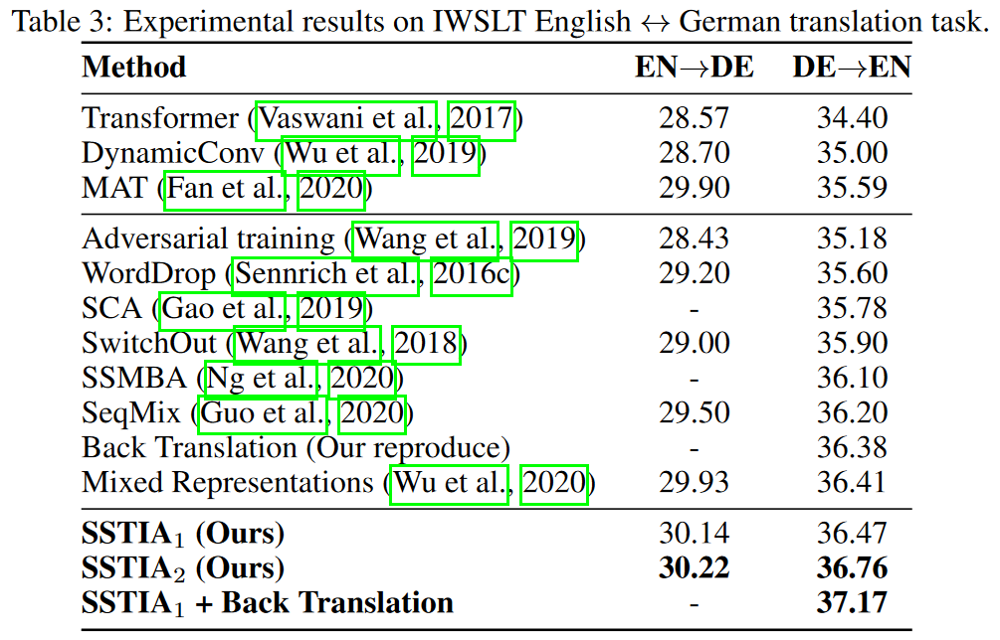 Table 3: Experimental results on IWSLT English ↔ German translation task.
Method EN→DE DE→EN
Transformer (Vaswani et al., 2017) 28.57 34.40
DynamicConv (Wu et al., 2019) 28.70 35.00
MAT (Fan et al., 2020) 29.90 35.59
Adversarial training (Wang et al., 2019) 28.43 35.18
WordDrop (Sennrich et al., 2016c) 29.20 35.60
SCA (Gao et al., 2019) - 35.78
SwitchOut (Wang et al., 2018) 29.00 35.90
SSMBA (Ng et al., 2020) - 36.10
SeqMix (Guo et al., 2020) 29.50 36.20
Back Translation (Our reproduce) - 36.38
Mixed Representations (Wu et al., 2020) 29.93 36.41
SSTIA₁ (Ours) 30.14 36.47
SSTIA₂ (Ours) 30.22 36.76
SSTIA₁ + Back Translation - 37.17